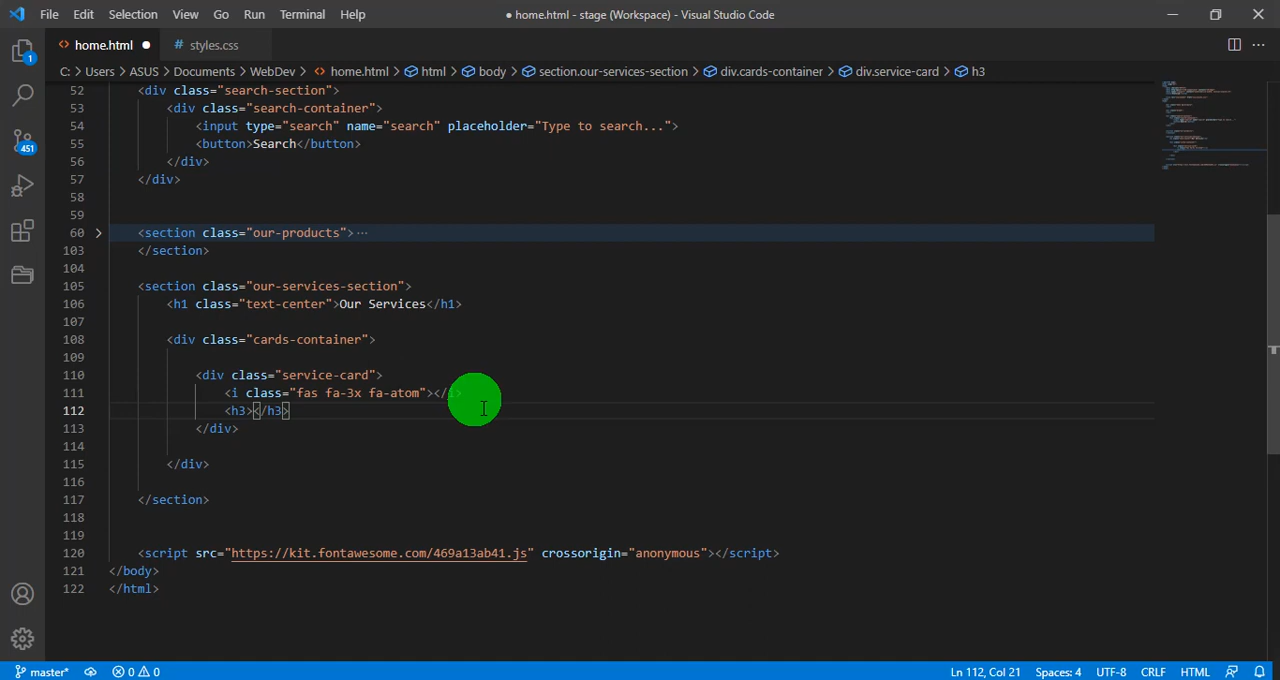 File Edit Selection View Go Run Terminal Help
● home.html - stage (Workspace) - Visual Studio Code
home.html
# styles.css
C: > Users > ASUS > Documents > WebDev > home.html > html > body > section.our-services-section > div.cards-container > div.service-card > h3
1
451
52 <div class="search-section">
53 <div class="search-container">
54 <input type="search" name="search" placeholder="Type to search...">
55 <button>Search</button>
56 </div>
57 </div>
58
59
60 <section class="our-products">…
103 </section>
104
105 <section class="our-services-section">
106 <h1 class="text-center">Our Services</h1>
107
108 <div class="cards-container">
109
110 <div class="service-card">
111 <i class="fas fa-3x fa-atom"></i>
112 <h3></h3>
113 </div>
114
115 </div>
116
117 </section>
118
119
120 <script src="https://kit.fontawesome.com/469a13ab41.js" crossorigin="anonymous"></script>
121 </body>
122 </html>
master* 0 0 Ln 112, Col 21 Spaces: 4 UTF-8 CRLF HTML